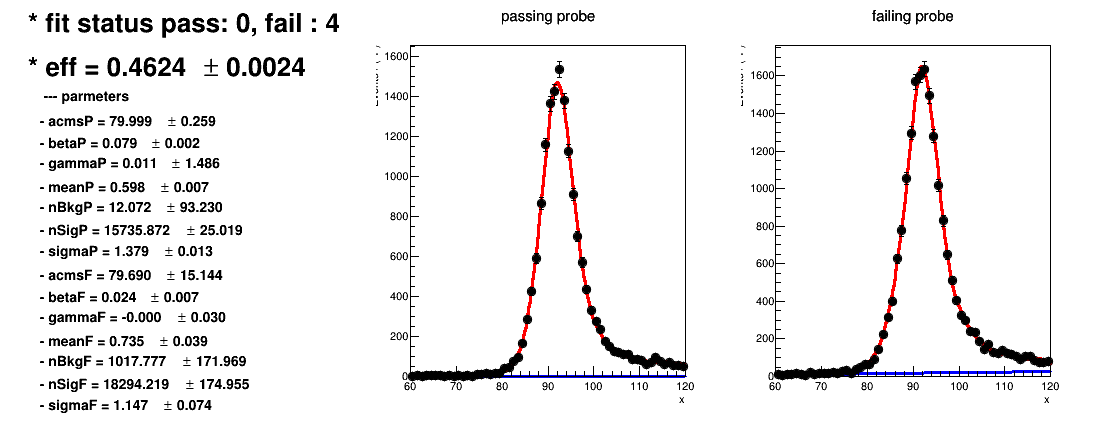 * fit status pass: 0, fail : 4
* eff = 0.4624 ± 0.0024
--- parmeters
- acmsP = 79.999 ± 0.259
- betaP = 0.079 ± 0.002
- gammaP = 0.011 ± 1.486
- meanP = 0.598 ± 0.007
- nBkgP = 12.072 ± 93.230
- nSigP = 15735.872 ± 25.019
- sigmaP = 1.379 ± 0.013
- acmsF = 79.690 ± 15.144
- betaF = 0.024 ± 0.007
- gammaF = -0.000 ± 0.030
- meanF = 0.735 ± 0.039
- nBkgF = 1017.777 ± 171.969
- nSigF = 18294.219 ± 174.955
- sigmaF = 1.147 ± 0.074
passing probe
1600
1400
1200
1000
800
600
400
200
0
60 70 80 90 100 110 120
x
failing probe
1600
1400
1200
1000
800
600
400
200
0
60 70 80 90 100 110 120
x